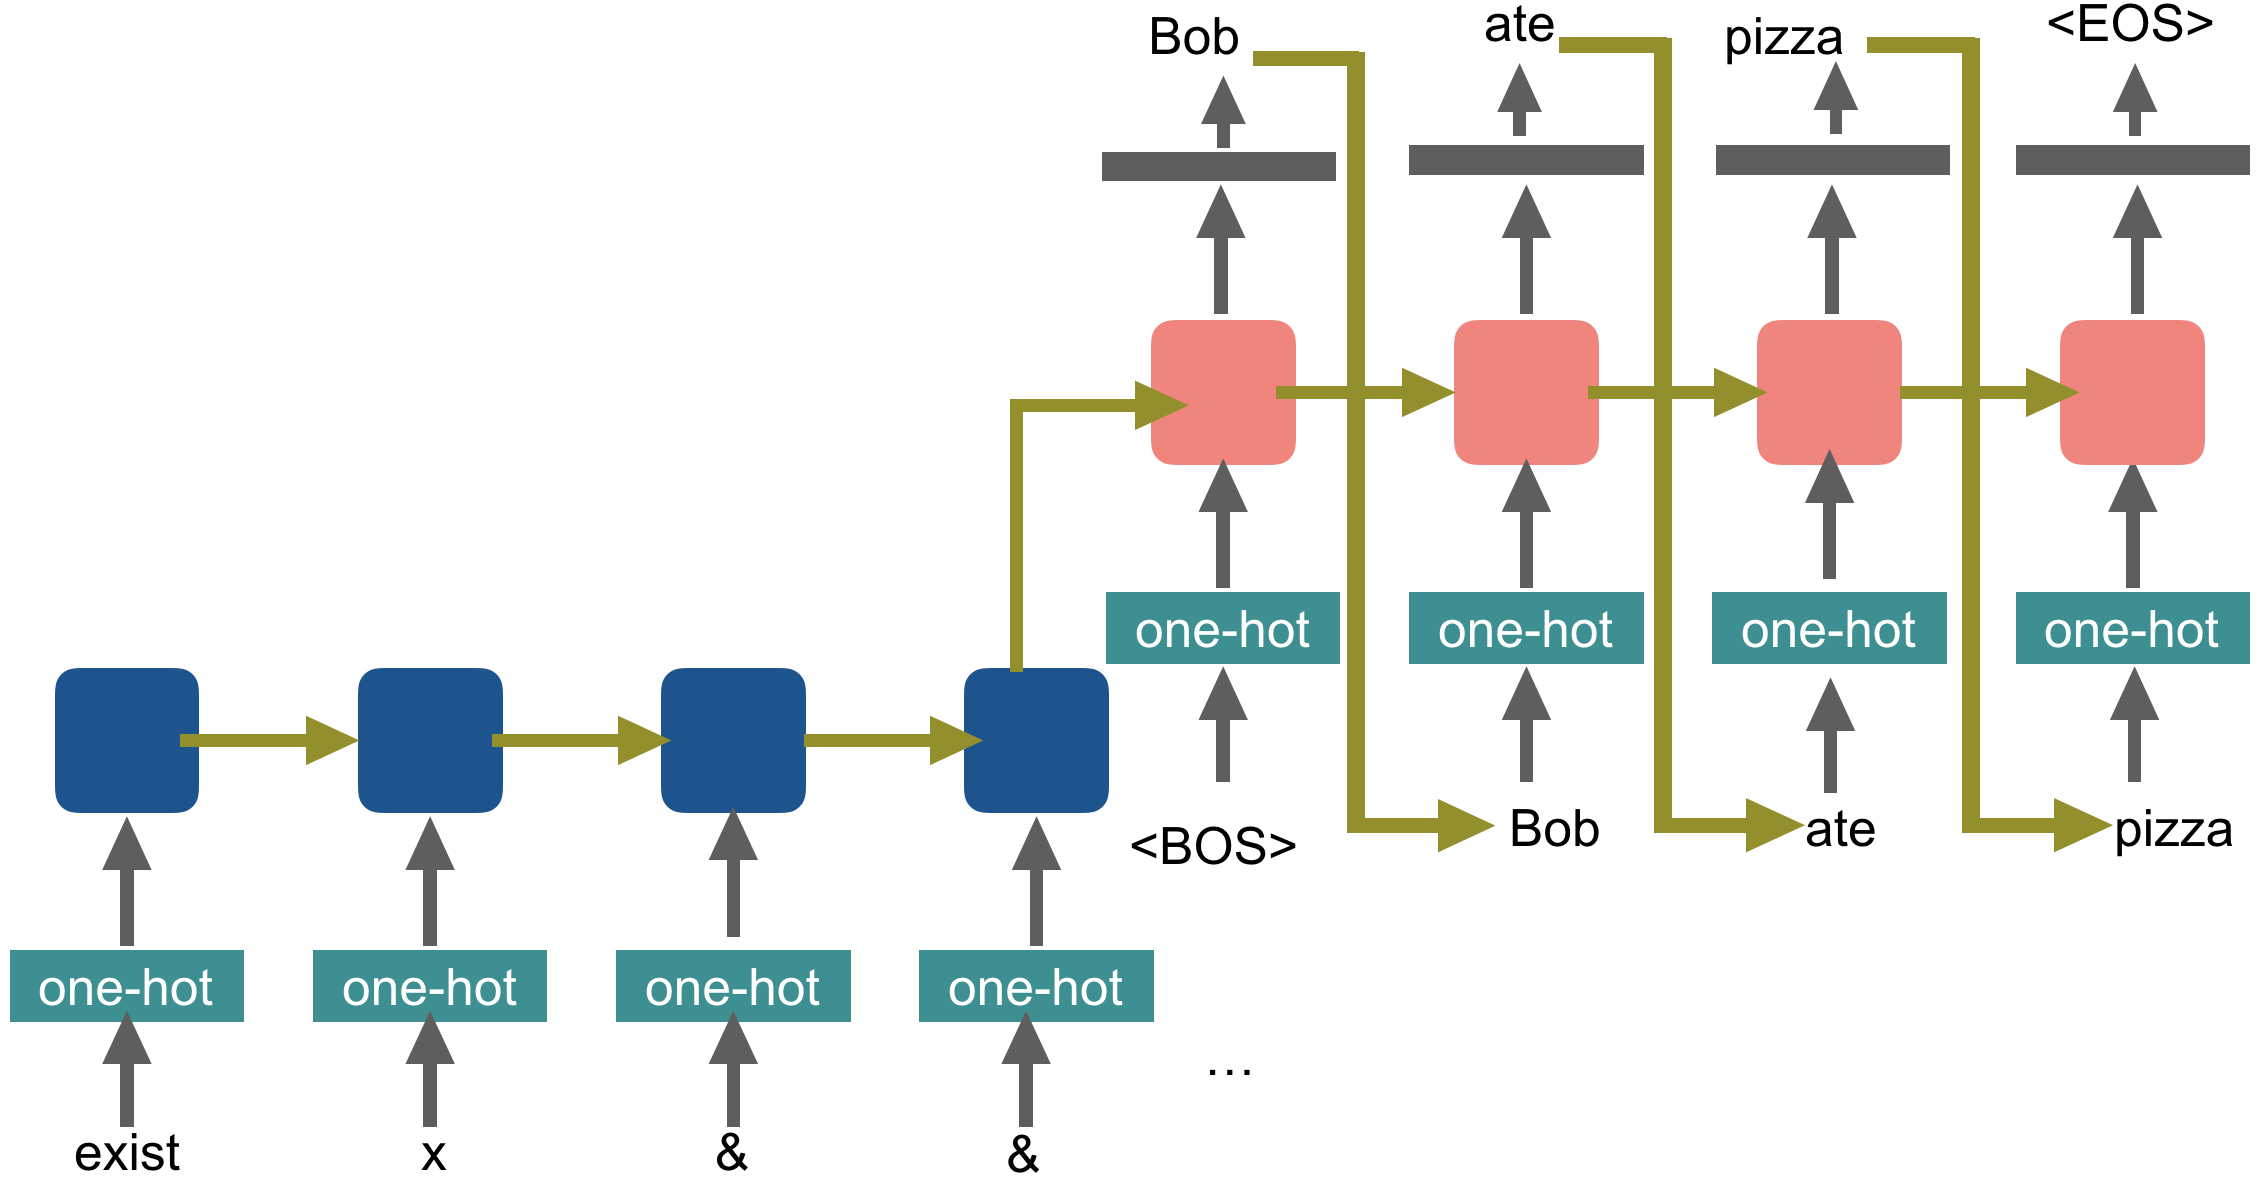 Bob ate pizza <EOS>
one-hot one-hot one-hot one-hot
<BOS> Bob ate pizza
one-hot one-hot one-hot one-hot
...
exist x & &